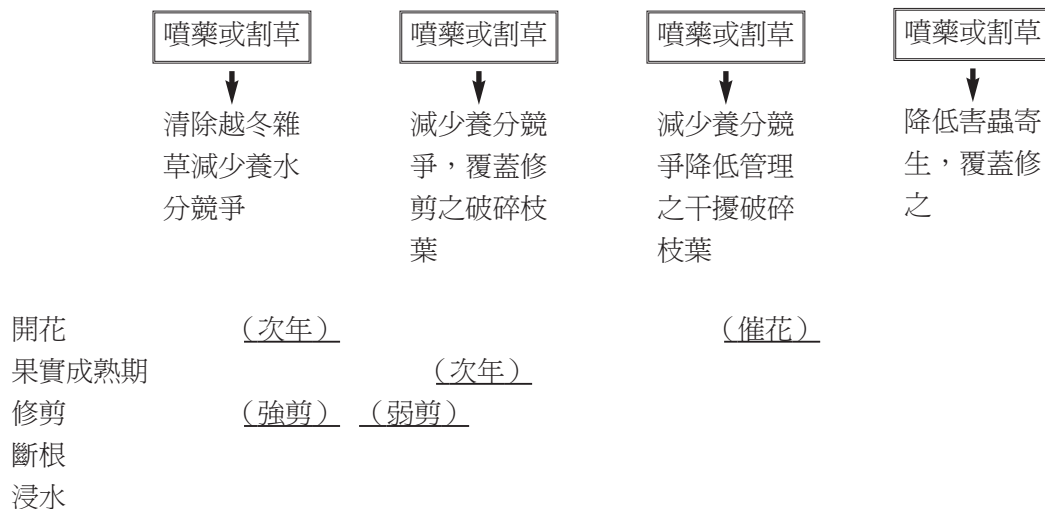 噴藥或割草
噴藥或割草
噴藥或割草
噴藥或割草
清除越冬雜
草減少養水
分競爭
減少養分競
爭，覆蓋修
剪之破碎枝
葉
減少養分競
爭降低管理
之干擾破碎
枝葉
降低害蟲寄
生，覆蓋修
之
開花 （次年） （催花）
果實成熟期 （次年）
修剪 （強剪） （弱剪）
斷根
浸水